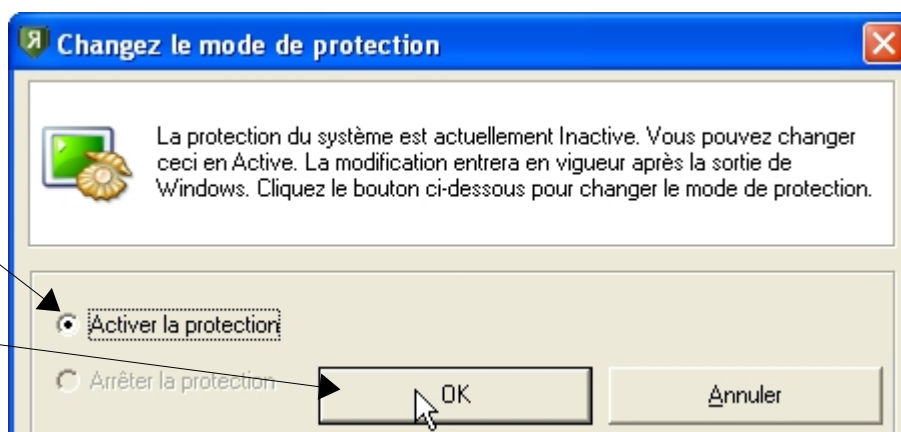 Changez le mode de protection
La protection du système est actuellement Inactive. Vous pouvez changer
ceci en Active. La modification entrera en vigueur après la sortie de
Windows. Cliquez le bouton ci-dessous pour changer le mode de protection.
Activer la protection
Arrêter la protection
OK
Annuler